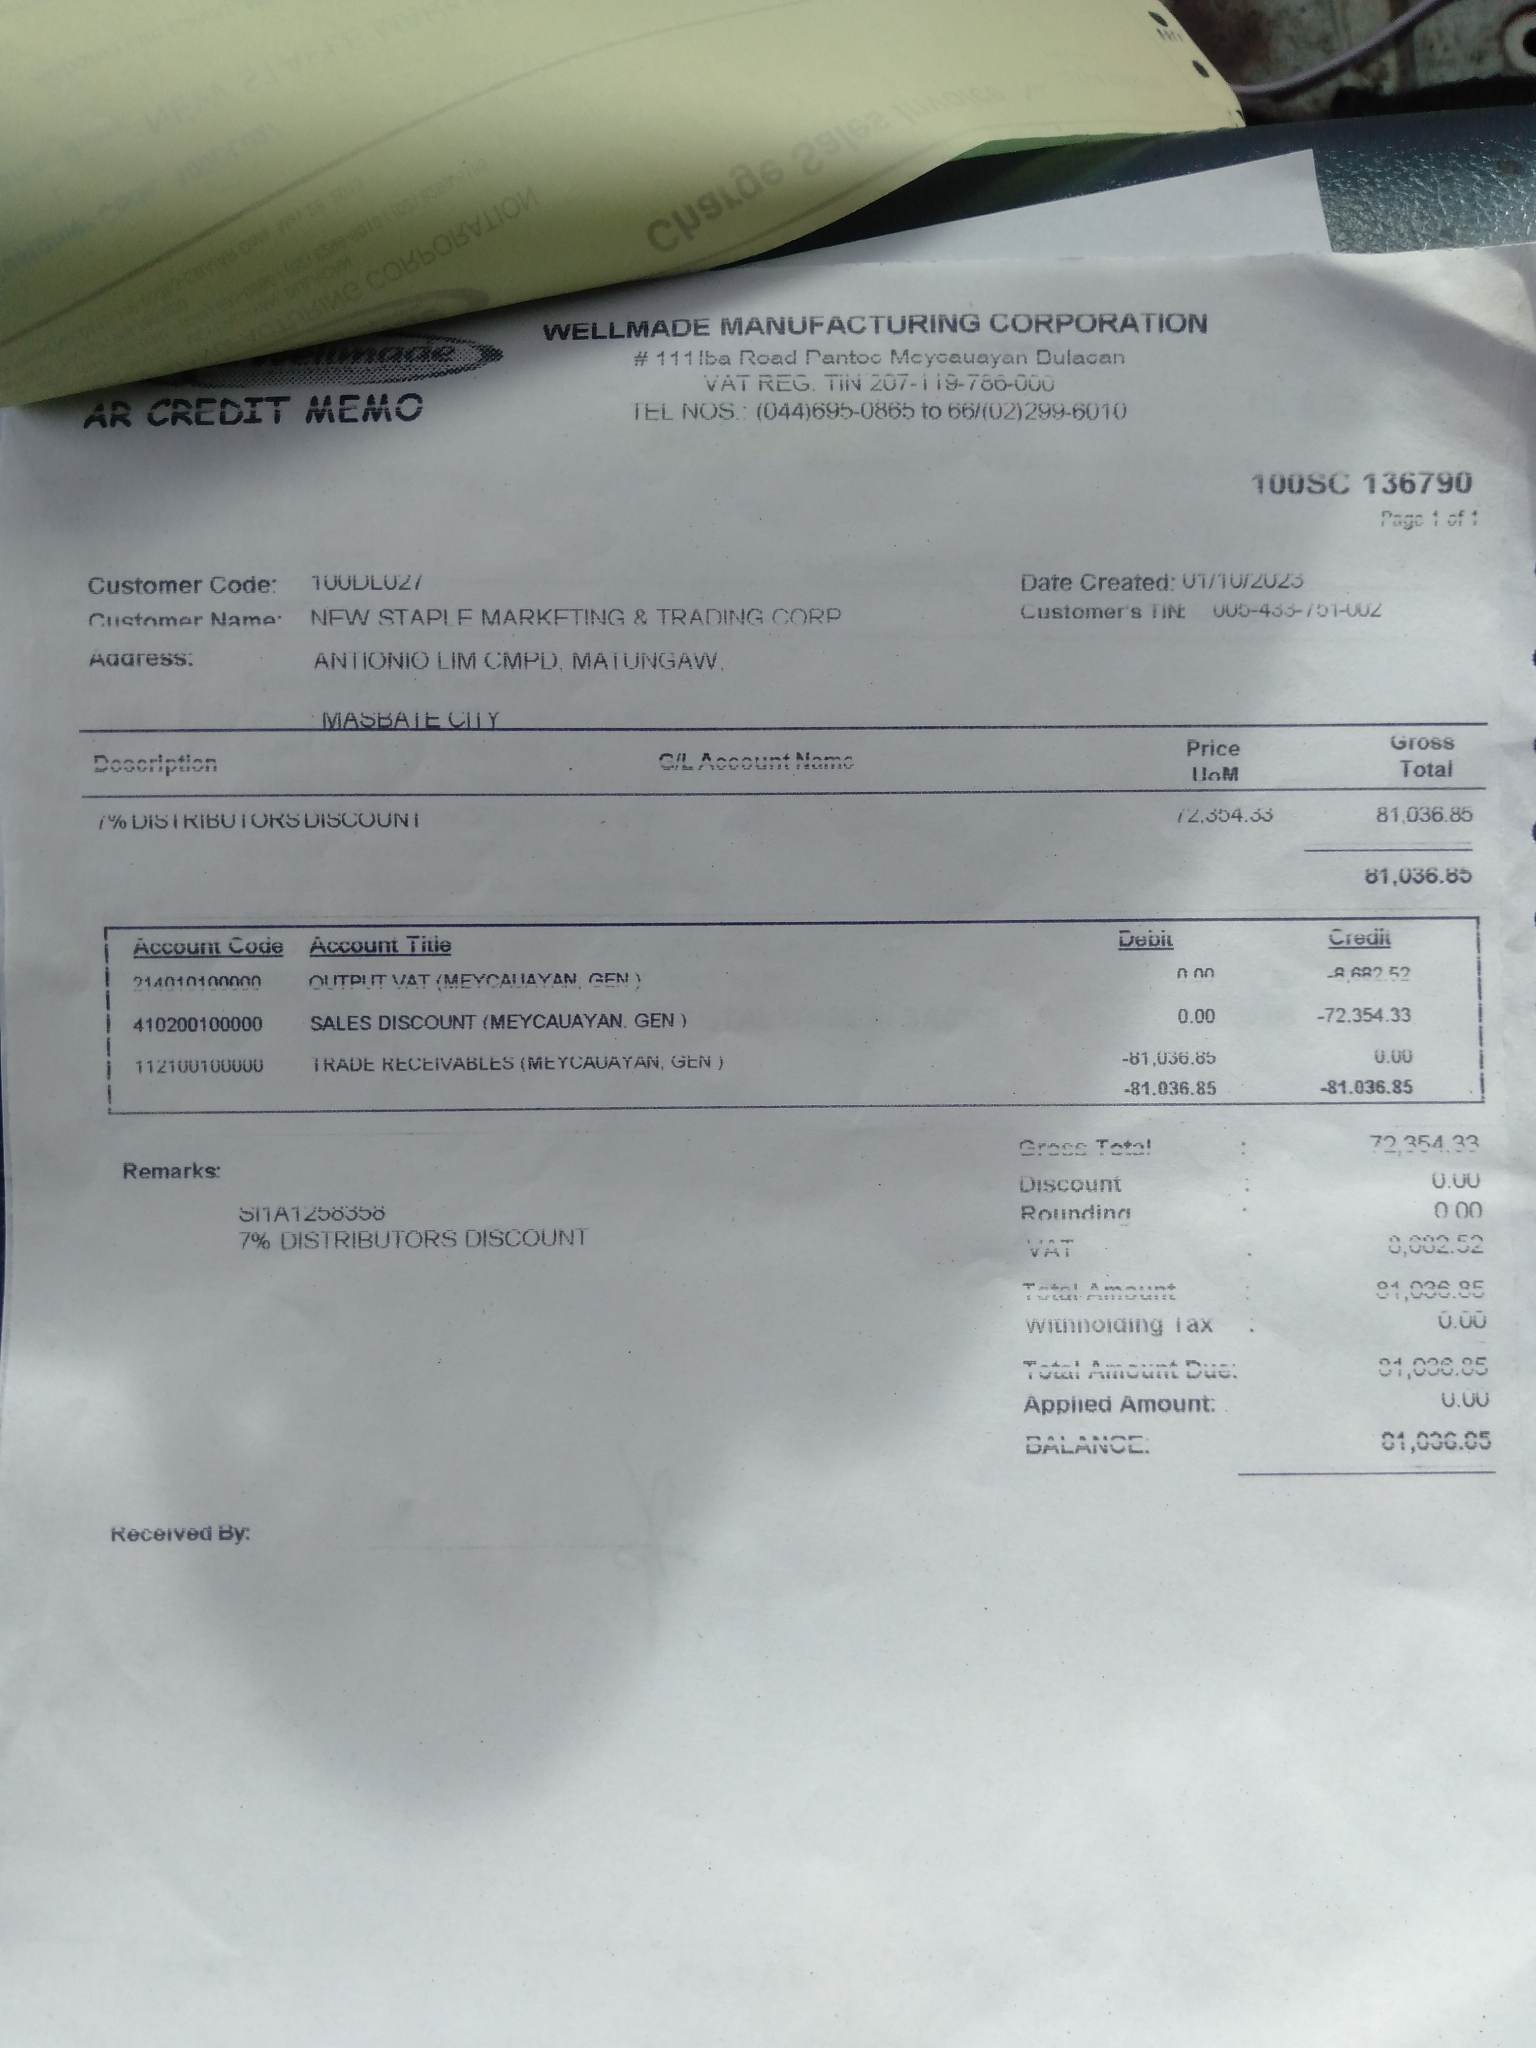 Charge Sales Invoice
CORPORATION
Wellmade
WELLMADE MANUFACTURING CORPORATION
# 111 Iba Road Pantoc Meycauayan Bulacan
VAT REG. TIN 207-119-786-000
AR CREDIT MEMO
TEL NOS.: (044)695-0865 to 66/(02)299-6010
100SC 136790
Page 1 of 1
Customer Code: 100DL027 Date Created: 01/10/2023
Customer Name: NEW STAPLE MARKETING & TRADING CORP Customer's TIN: 005-433-751-002
Address: ANTIONIO LIM CMPD, MATUNGAW,
MASBATE CITY
Description G/L Account Name Price UoM Gross Total
7% DISTRIBUTORS DISCOUNT 72,354.33 81,036.85
81,036.85
Account Code Account Title Debit Credit
214010100000 OUTPUT VAT (MEYCAUAYAN, GEN ) 0.00 -8,682.52
410200100000 SALES DISCOUNT (MEYCAUAYAN, GEN ) 0.00 -72,354.33
112100100000 TRADE RECEIVABLES (MEYCAUAYAN, GEN ) -81,036.85 0.00
-81,036.85 -81,036.85
Gross Total : 72,354.33
Remarks:
Discount : 0.00
SI1A1258358
Rounding : 0.00
7% DISTRIBUTORS DISCOUNT
VAT : 8,682.52
Total Amount : 81,036.85
Withholding Tax : 0.00
Total Amount Due: 81,036.85
Applied Amount: 0.00
BALANCE: 81,036.85
Received By: